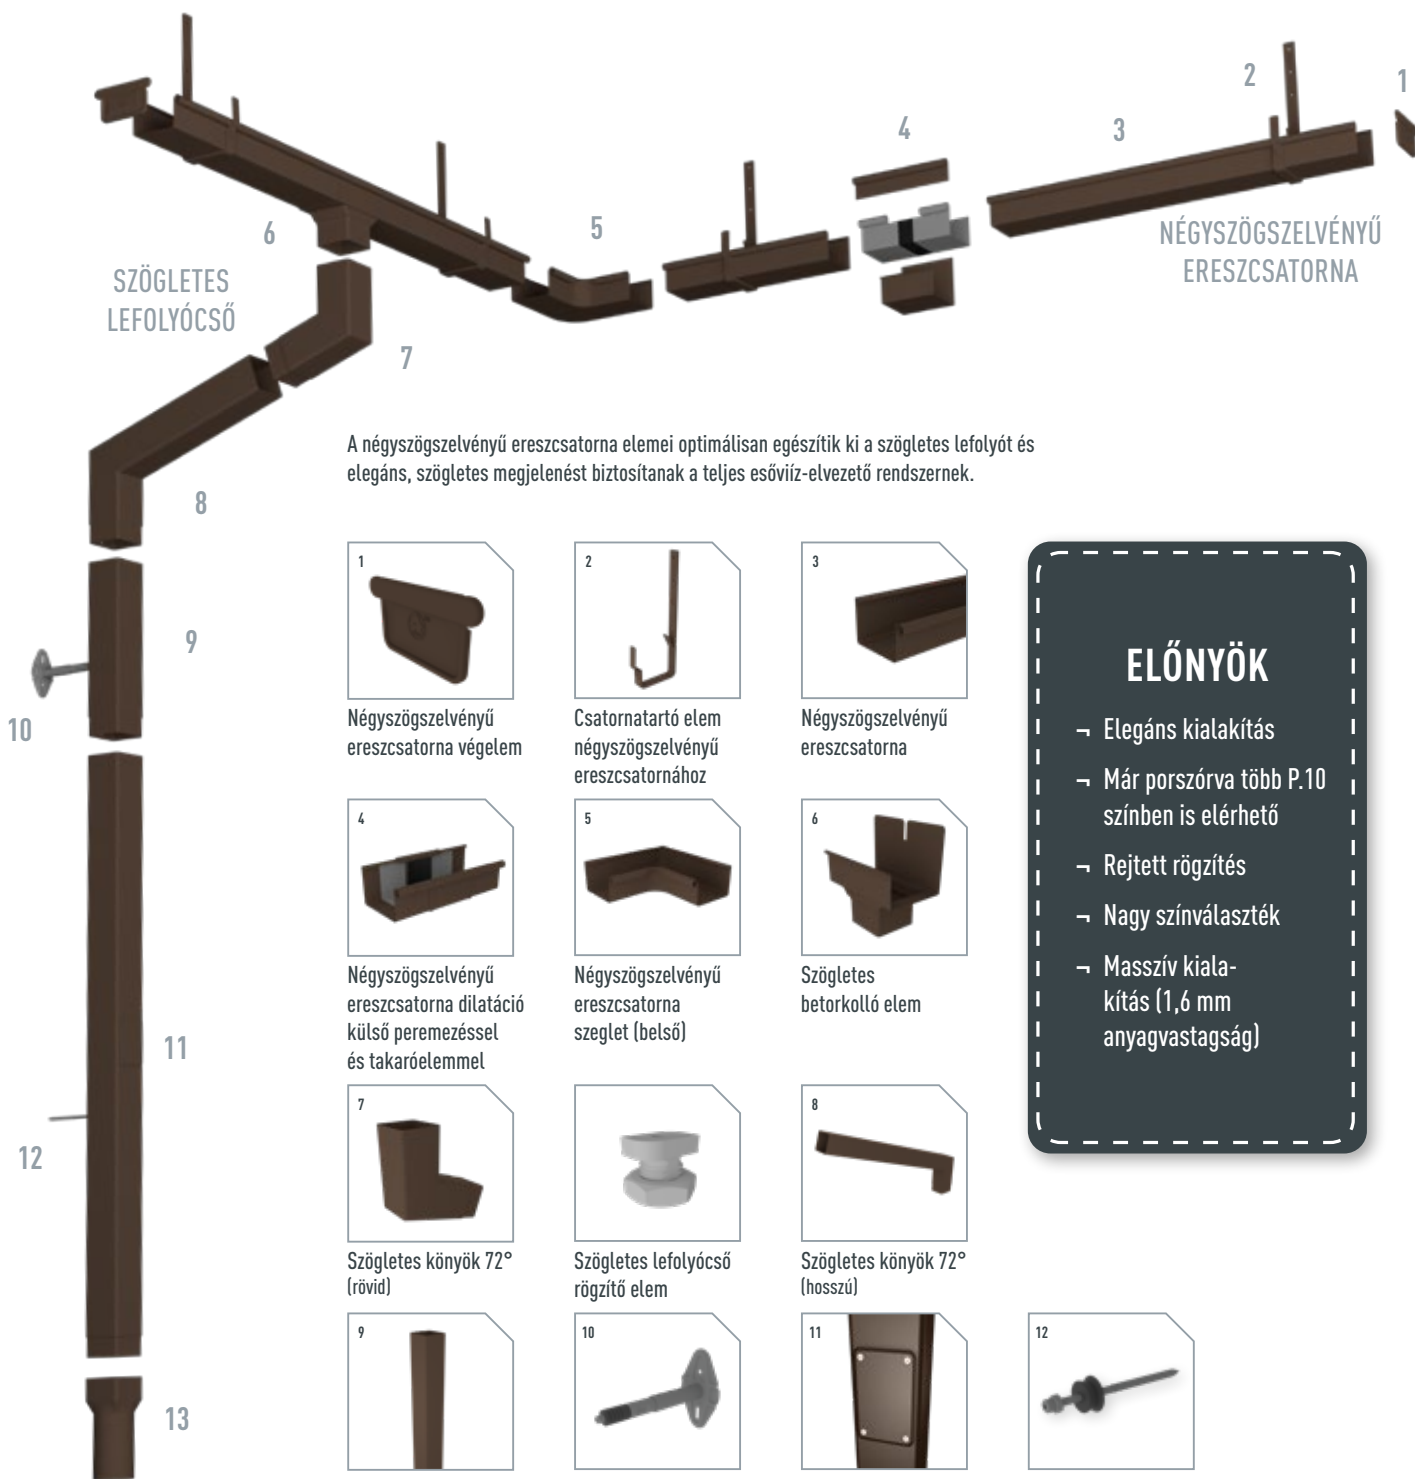 2
1
4
3
6
5
NÉGYSZÖGSZELVÉNYŰ
ERESZCSATORNA
SZÖGLETES
LEFOLYÓCSŐ
7
8
9
10
11
12
13
A négyszögszelvényű ereszcsatorna elemei optimálisan egészítik ki a szögletes lefolyót és
elegáns, szögletes megjelenést biztosítanak a teljes esővííz-elvezető rendszernek.
1
Négyszögszelvényű
ereszcsatorna végelem
2
Csatornatartó elem
négyszögszelvényű
ereszcsatornához
3
Négyszögszelvényű
ereszcsatorna
4
Négyszögszelvényű
ereszcsatorna dilatáció
külső peremezéssel
és takaróelemmel
5
Négyszögszelvényű
ereszcsatorna
szeglet (belső)
6
Szögletes
betorkolló elem
7
Szögletes könyök 72°
(rövid)
Szögletes lefolyócső
rögzítő elem
8
Szögletes könyök 72°
(hosszú)
9
10
11
12
ELŐNYÖK
¬ Elegáns kialakítás
¬ Már porszórva több P.10
színben is elérhető
¬ Rejtett rögzítés
¬ Nagy színválaszték
¬ Masszív kiala-
kítás (1,6 mm
anyagvastagság)